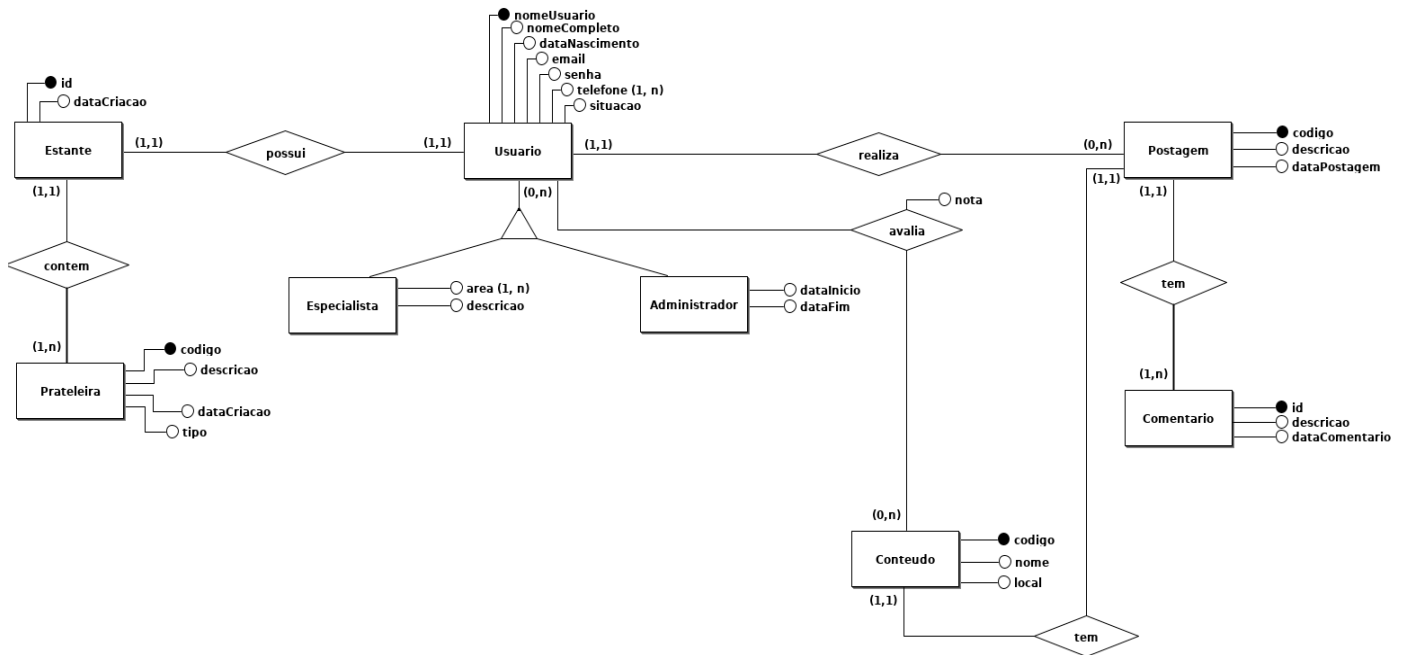 nomeUsuario
nomeCompleto
dataNascimento
email
senha
telefone (1, n)
situacao
id
dataCriacao
Estante
(1,1)
possui
(1,1)
Usuario
(1,1)
realiza
(0,n)
Postagem
codigo
descricao
dataPostagem
(1,1)
(0,n)
(1,1)
(1,1)
nota
avalia
contem
tem
Especialista
area (1, n)
descricao
Administrador
dataInicio
dataFim
(1,n)
codigo
descricao
Prateleira
dataCriacao
tipo
(1,n)
Comentario
id
descricao
dataComentario
(0,n)
Conteudo
codigo
nome
local
(1,1)
tem